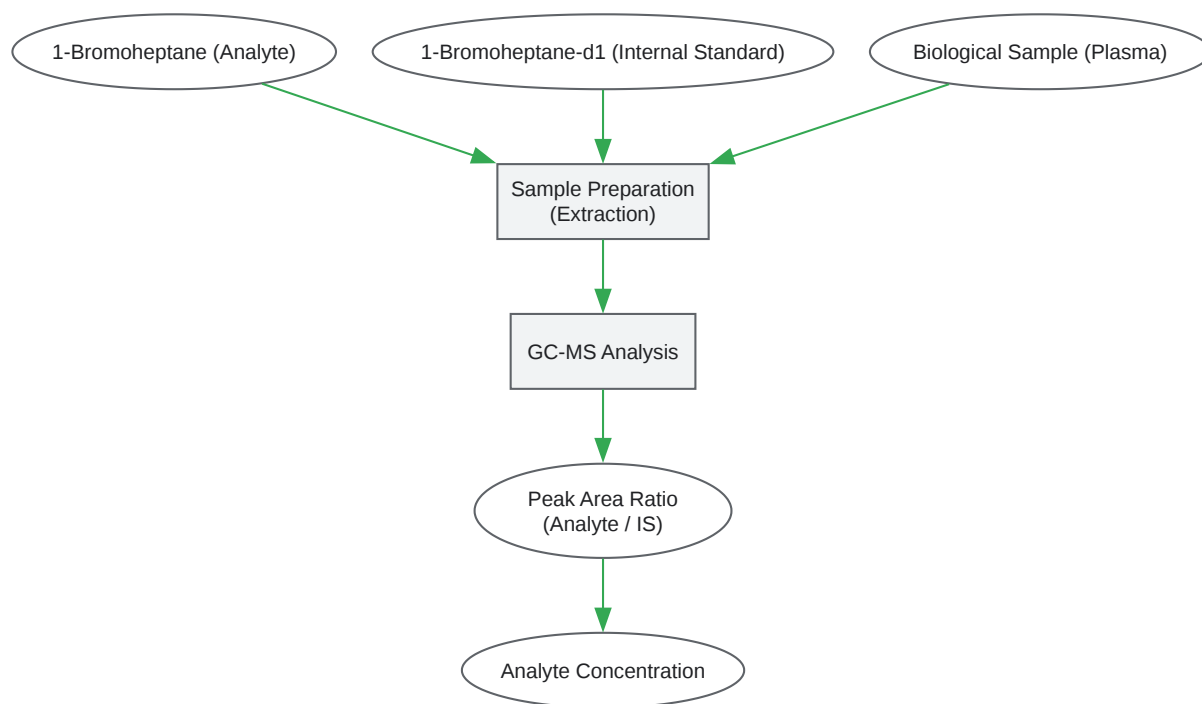 1-Bromoheptane (Analyte)
1-Bromoheptane-d1 (Internal Standard)
Biological Sample (Plasma)
Sample Preparation
(Extraction)
GC-MS Analysis
Peak Area Ratio
(Analyte / IS)
Analyte Concentration